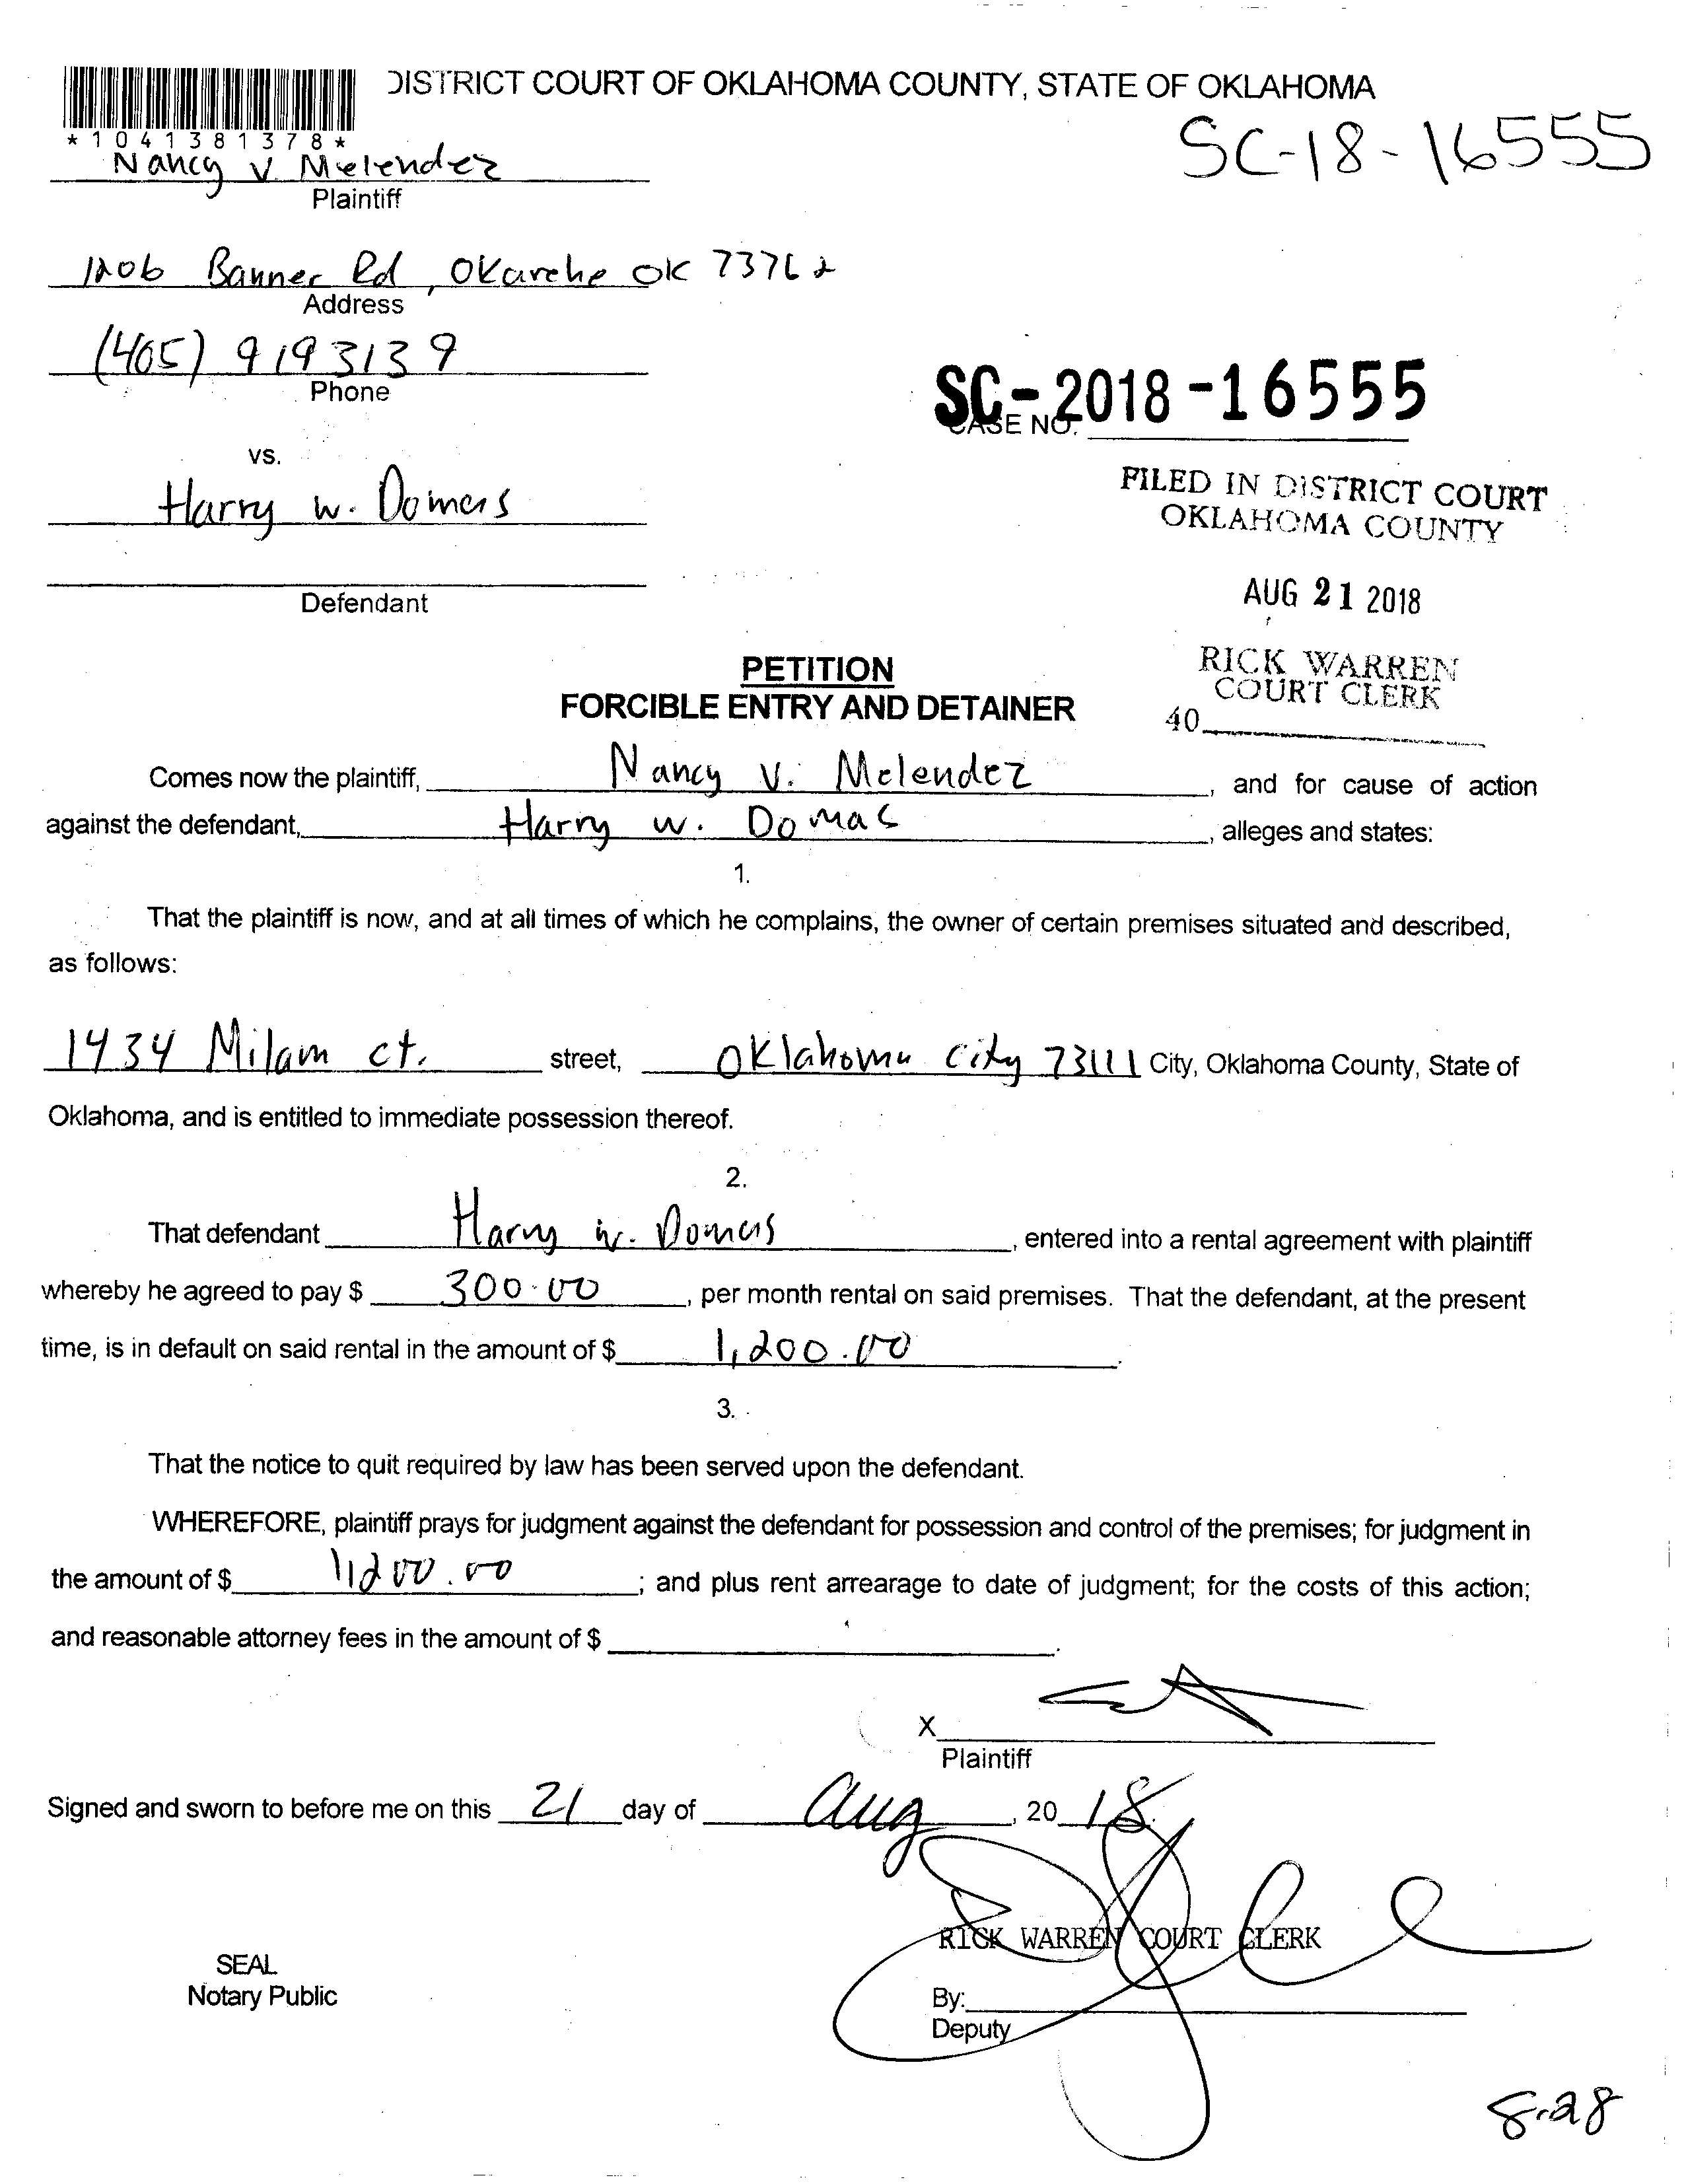 DISTRICT COURT OF OKLAHOMA COUNTY, STATE OF OKLAHOMA
*1041381378*
SC-18-16555
Nancy V. Melendez
Plaintiff
1206 Banner Rd, Okarche OK 73762
Address
(405) 9193139
Phone
SC-2018-16555
CASE NO.
vs.
FILED IN DISTRICT COURT
OKLAHOMA COUNTY
Harry W. Domas
AUG 21 2018
Defendant
RICK WARREN
COURT CLERK
40
PETITION
FORCIBLE ENTRY AND DETAINER
Comes now the plaintiff, Nancy V. Melendez, and for cause of action
against the defendant, Harry W. Domas, alleges and states:
1.
That the plaintiff is now, and at all times of which he complains, the owner of certain premises situated and described,
as follows:
1434 Milam ct. street, Oklahoma City 73111 City, Oklahoma County, State of
Oklahoma, and is entitled to immediate possession thereof.
2.
That defendant Harry W. Domas, entered into a rental agreement with plaintiff
whereby he agreed to pay $ 300.00, per month rental on said premises. That the defendant, at the present
time, is in default on said rental in the amount of $ 1,200.00.
3.
That the notice to quit required by law has been served upon the defendant.
WHEREFORE, plaintiff prays for judgment against the defendant for possession and control of the premises; for judgment in
the amount of $ 1,200.00; and plus rent arrearage to date of judgment; for the costs of this action;
and reasonable attorney fees in the amount of $.
X
Plaintiff
Signed and sworn to before me on this 21 day of Aug, 2018.
RICK WARREN COURT CLERK
SEAL
Notary Public
By:
Deputy
8-28